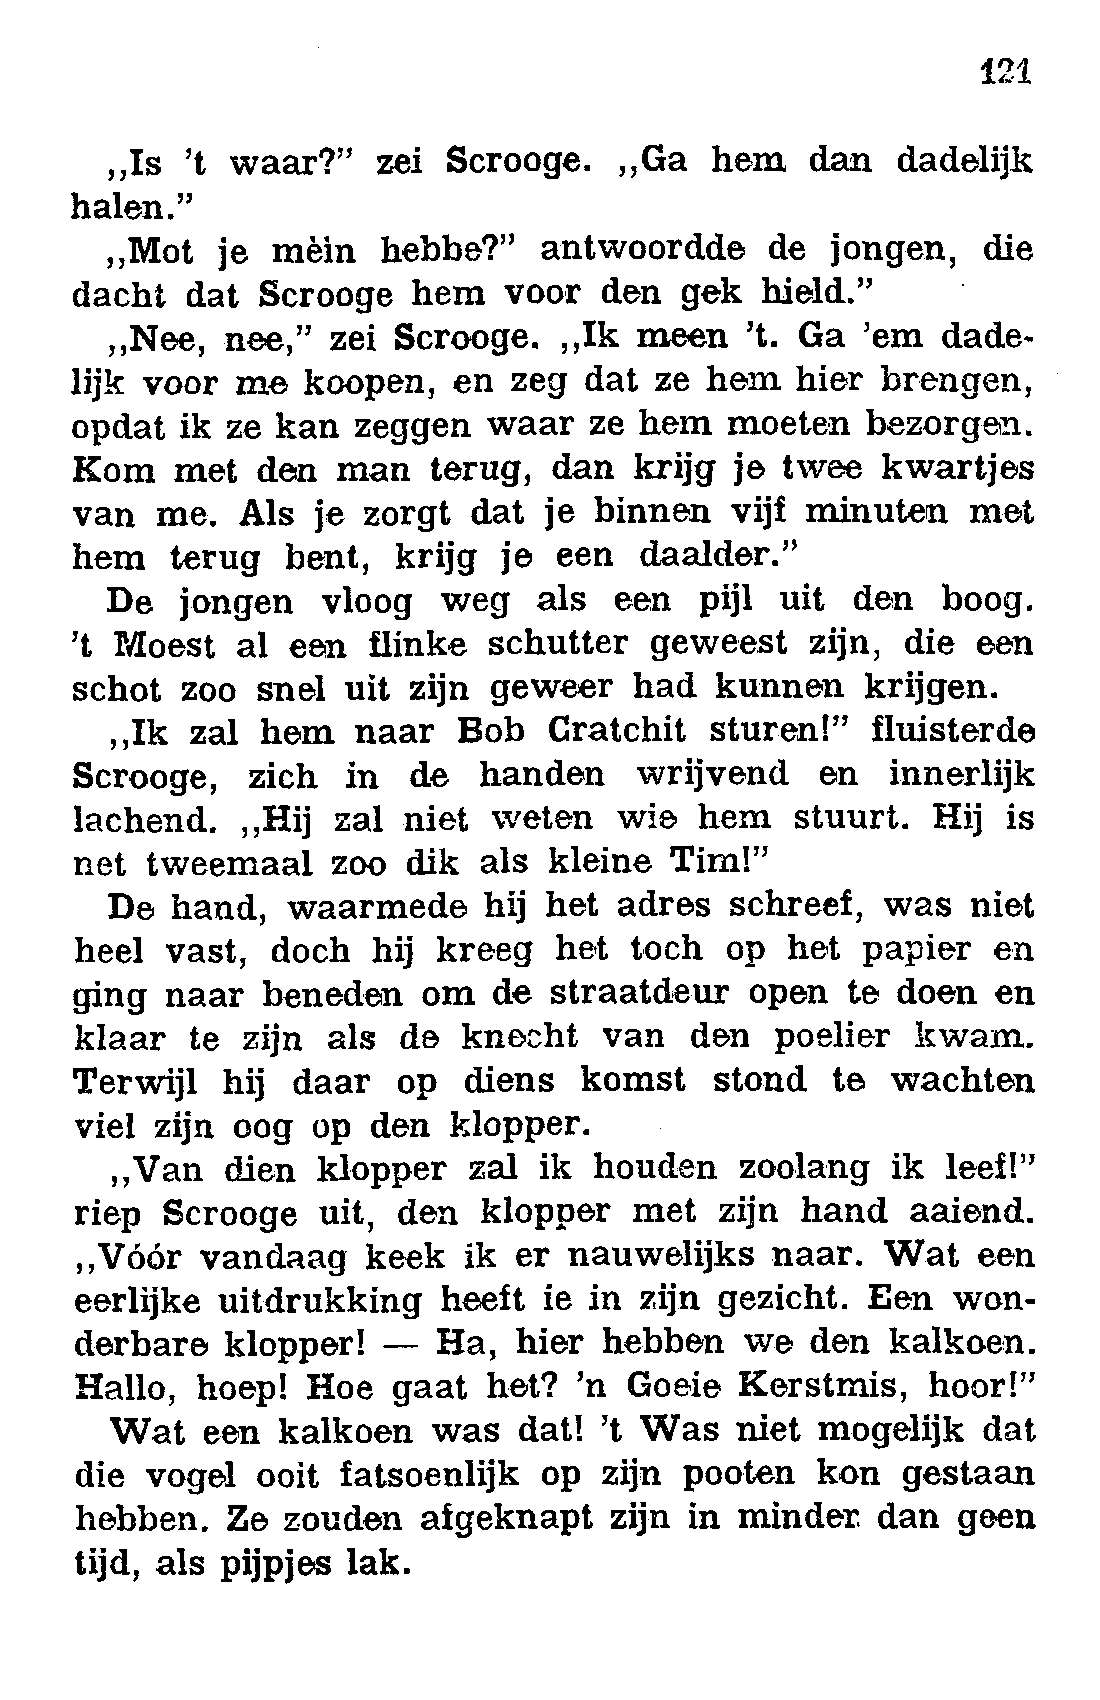 121
,,Is 't waar?” zei Scrooge. ,,Ga hem dan dadelijk
halen.”
,,Mot je mèin hebbe?” antwoordde de jongen, die
dacht dat Scrooge hem voor den gek hield.”
,,Nee, nee,” zei Scrooge. ,,Ik meen 't. Ga 'em dade-
lijk voor me koopen, en zeg dat ze hem hier brengen,
opdat ik ze kan zeggen waar ze hem moeten bezorgen.
Kom met den man terug, dan krijg je twee kwartjes
van me. Als je zorgt dat je binnen vijf minuten met
hem terug bent, krijg je een daalder.”
De jongen vloog weg als een pijl uit den boog.
't Moest al een flinke schutter geweest zijn, die een
schot zoo snel uit zijn geweer had kunnen krijgen.
,,Ik zal hem naar Bob Cratchit sturen!” fluisterde
Scrooge, zich in de handen wrijvend en innerlijk
lachend. ,,Hij zal niet weten wie hem stuurt. Hij is
net tweemaal zoo dik als kleine Tim!”
De hand, waarmede hij het adres schreef, was niet
heel vast, doch hij kreeg het toch op het papier en
ging naar beneden om de straatdeur open te doen en
klaar te zijn als de knecht van den poelier kwam.
Terwijl hij daar op diens komst stond te wachten
viel zijn oog op den klopper.
,,Van dien klopper zal ik houden zoolang ik leef!”
riep Scrooge uit, den klopper met zijn hand aaiend.
,,Vóór vandaag keek ik er nauwelijks naar. Wat een
eerlijke uitdrukking heeft ie in zijn gezicht. Een won-
derbare klopper! — Ha, hier hebben we den kalkoen.
Hallo, hoep! Hoe gaat het? 'n Goeie Kerstmis, hoor!”
Wat een kalkoen was dat! 't Was niet mogelijk dat
die vogel ooit fatsoenlijk op zijn pooten kon gestaan
hebben. Ze zouden afgeknapt zijn in minder dan geen
tijd, als pijpjes lak.